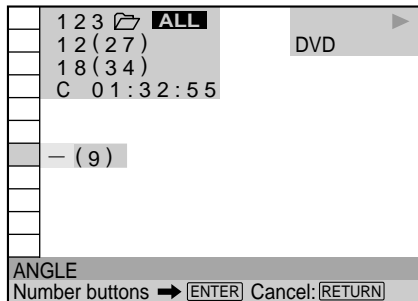 123 ALL
12(27) DVD
18(34)
C 01:32:55
– (9)
ANGLE
Number buttons ➡ ENTER Cancel: RETURN